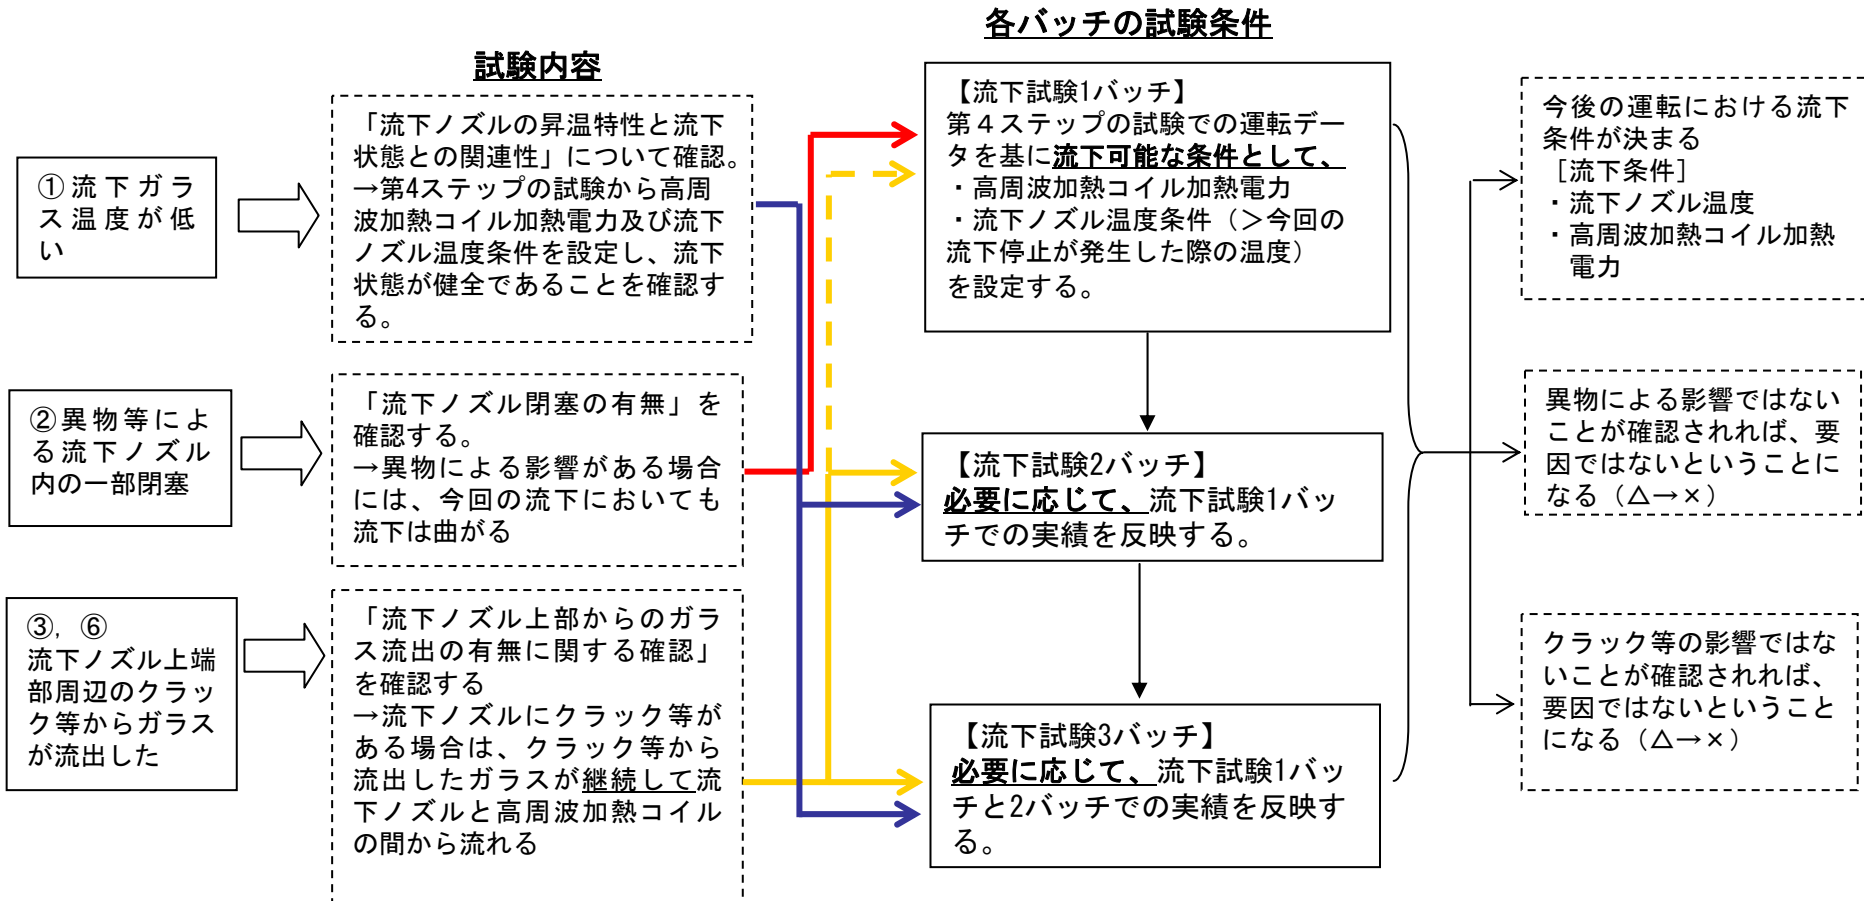 各バッチの試験条件
試験内容
①流下ガラ
ス温度が低
い
「流下ノズルの昇温特性と流下
状態との関連性」について確認。
→第4ステップの試験から高周
波加熱コイル加熱電力及び流下
ノズル温度条件を設定し、流下
状態が健全であることを確認す
る。
②異物等によ
る流下ノズル
内の一部閉塞
「流下ノズル閉塞の有無」を
確認する。
→異物による影響がある場合
には、今回の流下においても
流下は曲がる
③，⑥
流下ノズル上端
部周辺のクラッ
ク等からガラス
が流出した
「流下ノズル上部からのガラ
ス流出の有無に関する確認」
を確認する
→流下ノズルにクラック等が
ある場合は、クラック等から
流出したガラスが継続して流
下ノズルと高周波加熱コイル
の間から流れる
【流下試験1バッチ】
第４ステップの試験での運転デー
タを基に流下可能な条件として、
・高周波加熱コイル加熱電力
・流下ノズル温度条件（＞今回の
流下停止が発生した際の温度）
を設定する。
【流下試験2バッチ】
必要に応じて、流下試験1バッ
チでの実績を反映する。
【流下試験3バッチ】
必要に応じて、流下試験1バッ
チと2バッチでの実績を反映す
る。
今後の運転における流下
条件が決まる
［流下条件］
・流下ノズル温度
・高周波加熱コイル加熱
電力
異物による影響ではない
ことが確認されれば、要
因ではないということに
なる（△→×）
クラック等の影響ではな
いことが確認されれば、
要因ではないということ
になる（△→×）